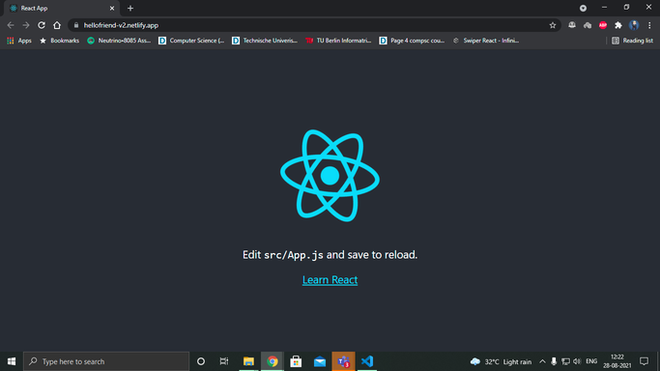 React App
hellofriend-v2.netlify.app
Apps
Bookmarks
Neutrino+8085 Ass...
Computer Science (...
Technische Univeris...
TU Berlin Informatri...
Page 4 compsc cou...
Swiper React - Infini...
Reading list
Edit src/App.js and save to reload.
Learn React
Type here to search
32°C Light rain
ENG
12:22
28-08-2021